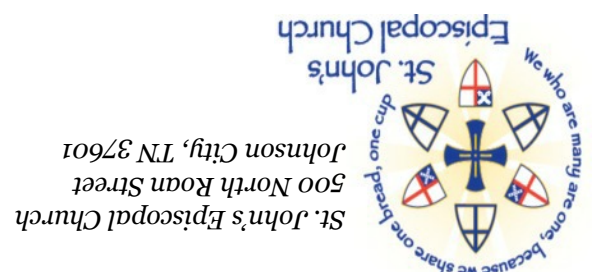 St. John's Episcopal Church
500 North Roan Street
Johnson City, TN 37601
We who are many are one, because we share one bread, one cup
St. John's
Episcopal Church